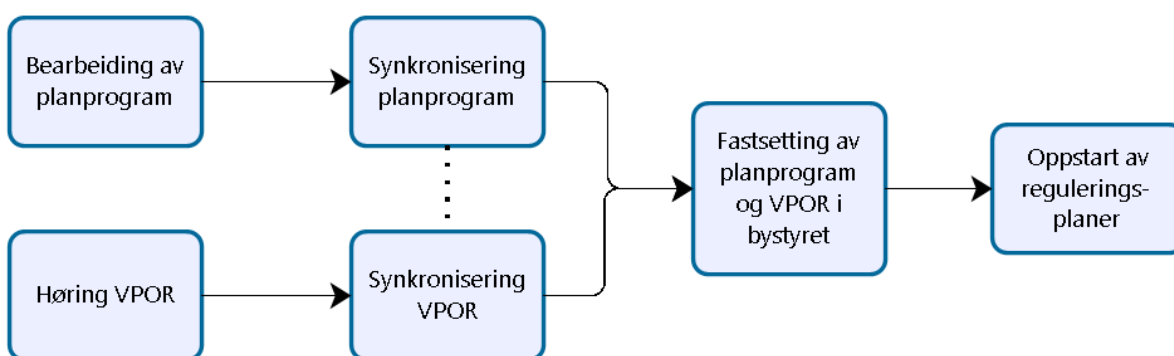 Bearbeiding av
planprogram
Synkronisering
planprogram
Høring VPOR
Synkronisering
VPOR
Fastsetting av
planprogram
og VPOR i
bystyret
Oppstart av
regulerings-
planer